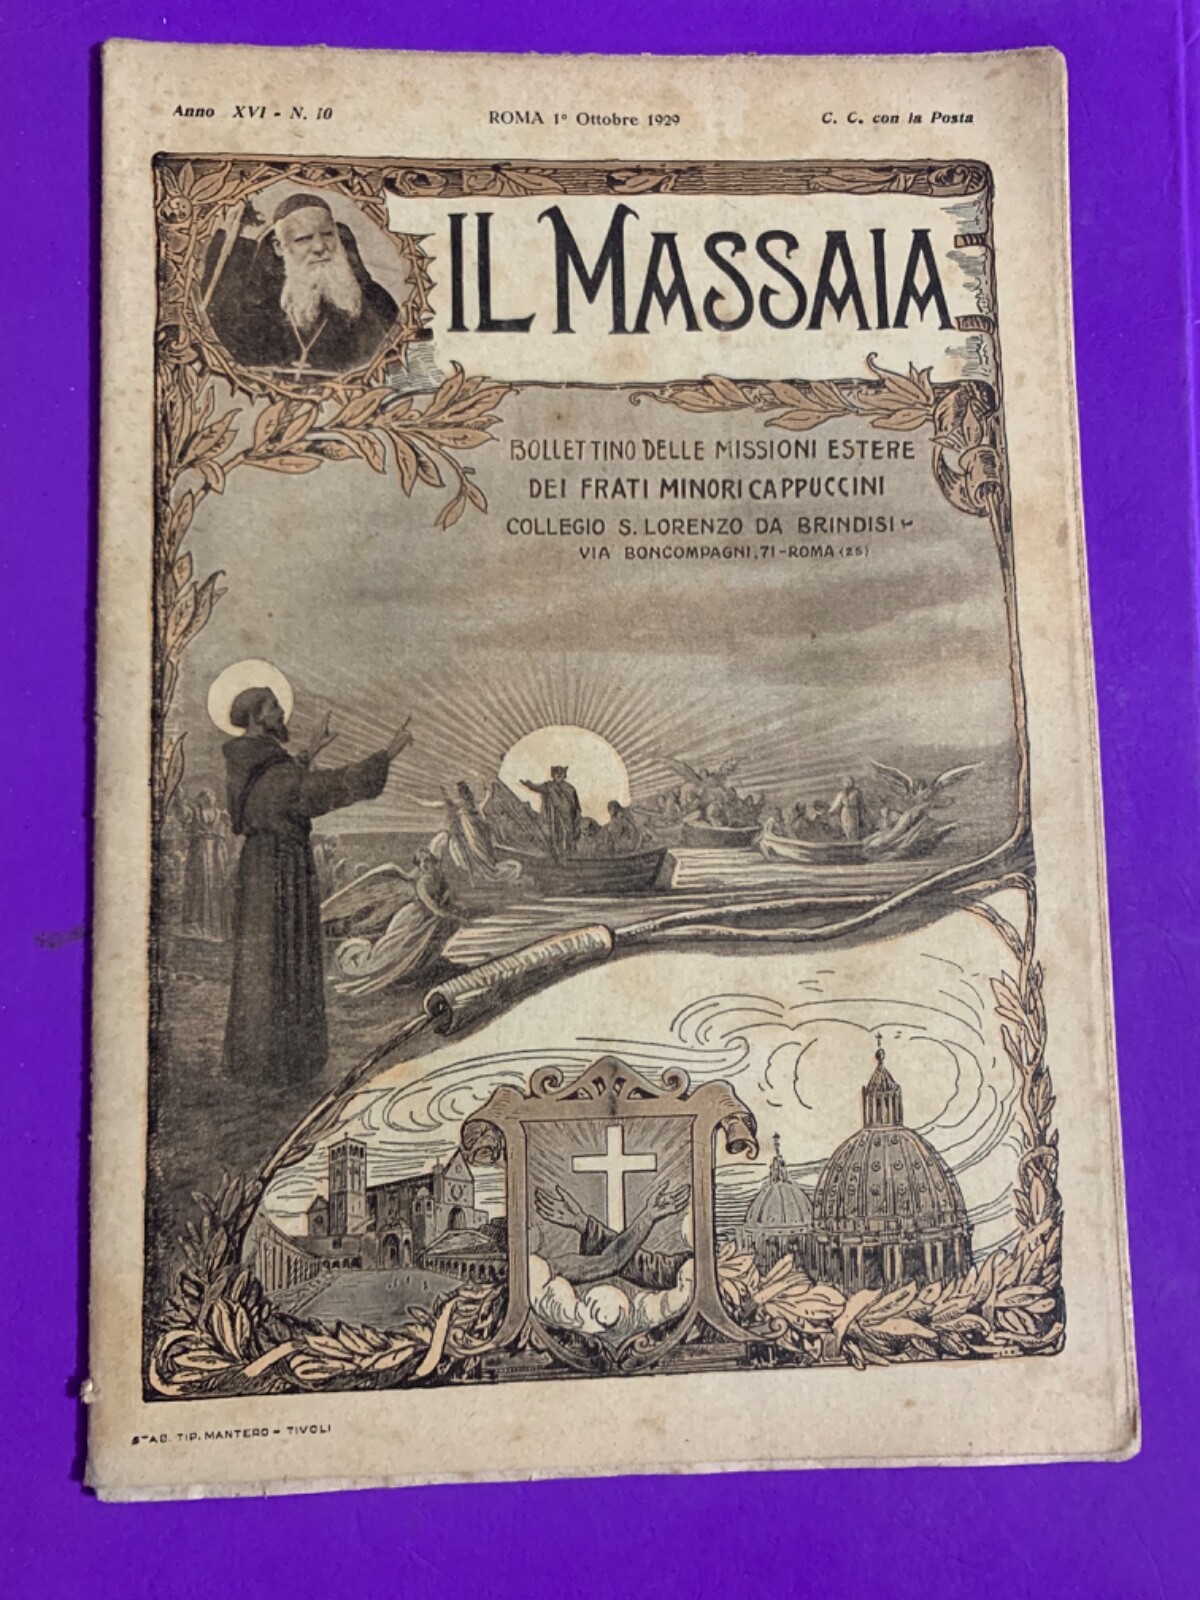 Anno XVI - N. 10
ROMA 1° Ottobre 1929
C. C. con la Posta
IL MASSAIA
BOLLETTINO DELLE MISSIONI ESTERE
DEI FRATI MINORI CAPPUCCINI
COLLEGIO S. LORENZO DA BRINDISI
VIA BONCOMPAGNI, 71-ROMA (25)
STAB. TIP. MANTERO - TIVOLI